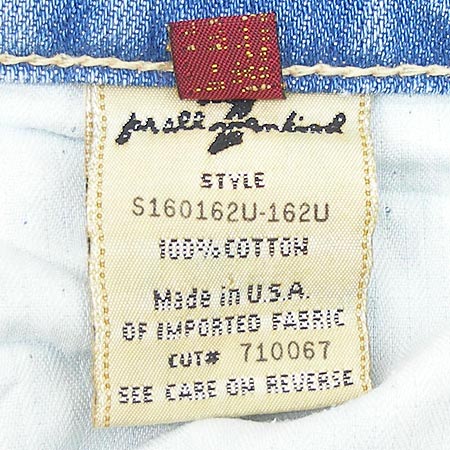 for all mankind
STYLE
S160162U-162U
100% COTTON
Made in U.S.A.
OF IMPORTED FABRIC
CUT# 710067
SEE CARE ON REVERSE